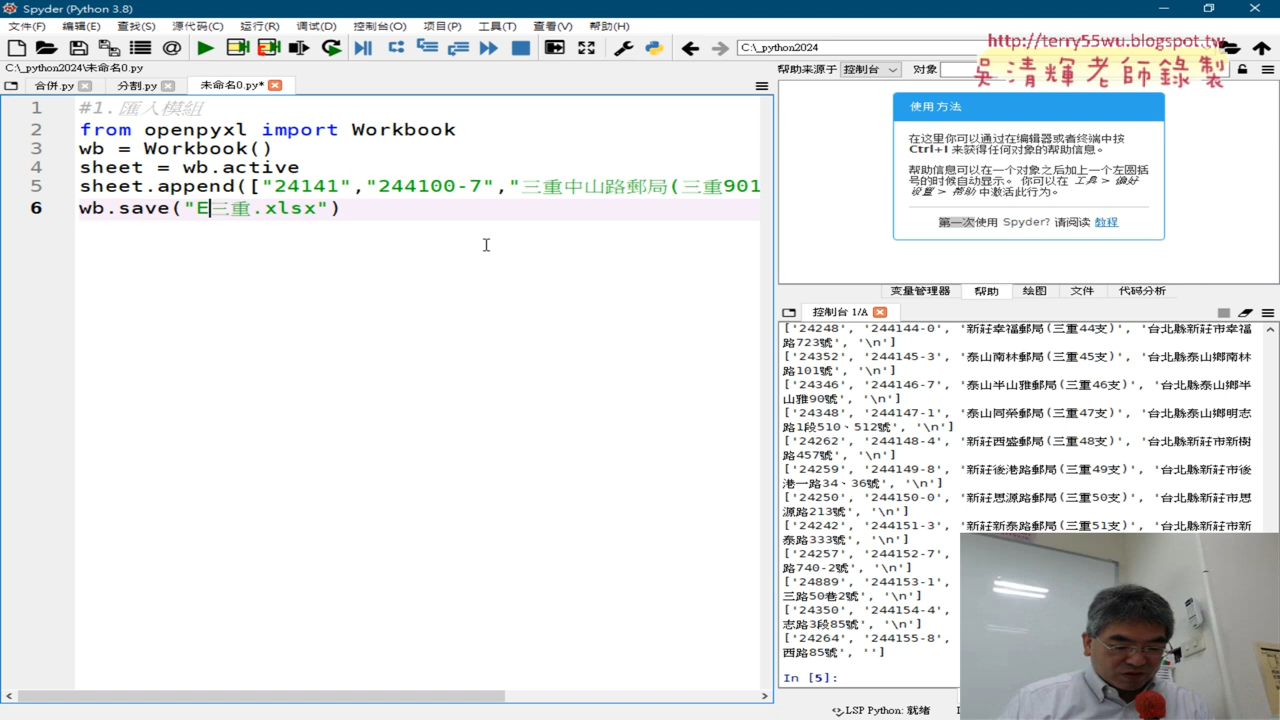 Spyder (Python 3.8)
文件(F) 编辑(E) 查找(S) 源代码(C) 运行(R) 调试(D) 控制台(O) 项目(P) 工具(T) 查看(V) 帮助(H)
C:\_python2024
http://terry55wu.blogspot.tw
吳清輝老師錄製
C:\_python2024\未命名0.py
帮助来源于 控制台 对象
合併.py 分割.py 未命名0.py*
1 #1.匯入模組
2 from openpyxl import Workbook
3 wb = Workbook()
4 sheet = wb.active
5 sheet.append(["24141","244100-7","三重中山路郵局(三重901
6 wb.save("E三重.xlsx")
使用方法
在这里你可以通过在编辑器或者终端中按
Ctrl+I 来获得任何对象的帮助信息。
帮助信息可以在一个对象之后加上一个左圆括
号的时候自动显示。 你可以在 工具 > 偏好
设置 > 帮助 中激活此行为。
第一次使用 Spyder? 请阅读 教程
变量管理器 帮助 绘图 文件 代码分析
控制台 1/A
['24248', '244144-0', '新莊幸福郵局(三重44支)', '台北縣新莊市幸福
路723號', '\n']
['24352', '244145-3', '泰山南林郵局(三重45支)', '台北縣泰山鄉南林
路101號', '\n']
['24346', '244146-7', '泰山半山雅郵局(三重46支)', '台北縣泰山鄉半
山雅90號', '\n']
['24348', '244147-1', '泰山同榮郵局(三重47支)', '台北縣泰山鄉明志
路1段510、512號', '\n']
['24262', '244148-4', '新莊西盛郵局(三重48支)', '台北縣新莊市新樹
路457號', '\n']
['24259', '244149-8', '新莊後港路郵局(三重49支)', '台北縣新莊市後
港一路34、36號', '\n']
['24250', '244150-0', '新莊思源路郵局(三重50支)', '台北縣新莊市思
源路213號', '\n']
['24242', '244151-3', '新莊新泰路郵局(三重51支)', '台北縣新莊市新
泰路333號', '\n']
['24257', '244152-7',
路740-2號', '\n']
['24889', '244153-1',
三路50巷2號', '\n']
['24350', '244154-4',
志路3段85號', '\n']
['24264', '244155-8',
西路85號', '']
In [5]:
LSP Python: 就绪